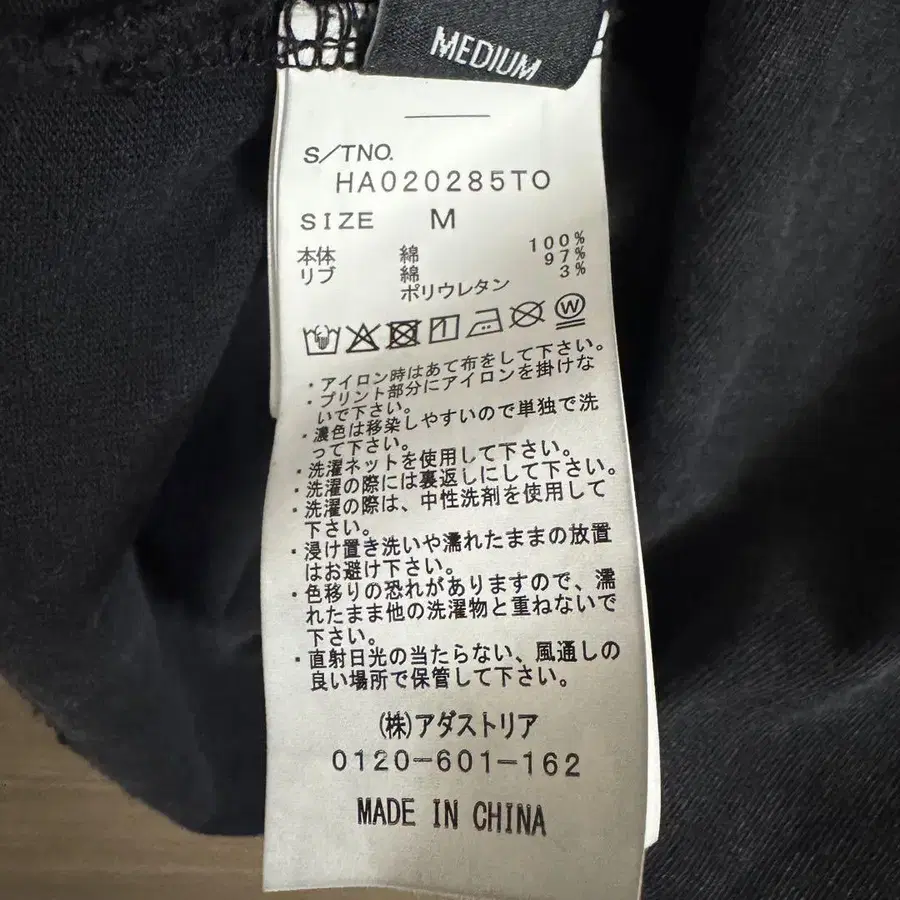 MEDIUM
S/TNO.
HA020285TO
SIZE M
本体 綿 100%
リブ 綿 97%
ポリウレタン 3%
W
・アイロン時はあて布をして下さい。
・プリント部分にアイロンを掛けな
いで下さい。
・濃色は移染しやすいので単独で洗
って下さい。
・洗濯ネットを使用して下さい。
・洗濯の際には裏返しにして下さい。
・洗濯の際は、中性洗剤を使用して
下さい。
・浸け置き洗いや濡れたままの放置
はお避け下さい。
・色移りの恐れがありますので、濡
れたまま他の洗濯物と重ねないで
下さい。
・直射日光の当たらない、風通しの
良い場所で保管して下さい。
(株)アダストリア
0120-601-162
MADE IN CHINA